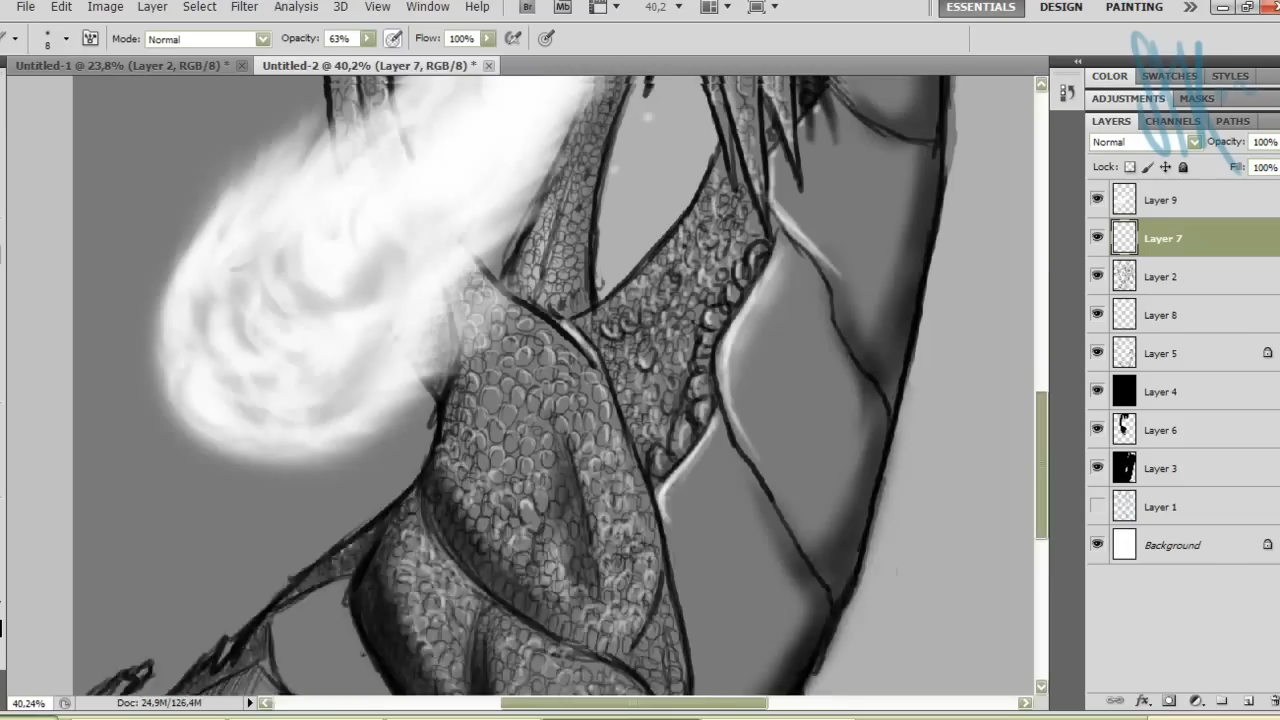 File Edit Image Layer Select Filter Analysis 3D View Window Help Br Mb 40,2 ESSENTIALS DESIGN PAINTING
8 Mode: Normal Opacity: 63% Flow: 100%
Untitled-1 @ 23,8% (Layer 2, RGB/8) * Untitled-2 @ 40,2% (Layer 7, RGB/8) *
COLOR SWATCHES STYLES
ADJUSTMENTS MASKS
LAYERS CHANNELS PATHS
Normal Opacity: 100%
Lock: Fill: 100%
Layer 9
Layer 7
Layer 2
Layer 8
Layer 5
Layer 4
Layer 6
Layer 3
Layer 1
Background
40,24% Doc: 24,9M/126,4M